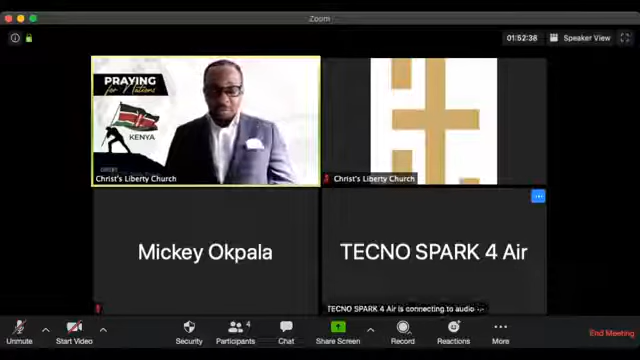 Zoom
01:52:38
Speaker View
PRAYING
for Nations
KENYA
Christ's Liberty Church
Christ's Liberty Church
Mickey Okpala
TECNO SPARK 4 Air
TECNO SPARK 4 Air is connecting to audio
Unmute
Start Video
Security
4
Participants
Chat
Share Screen
Record
Reactions
More
End Meeting